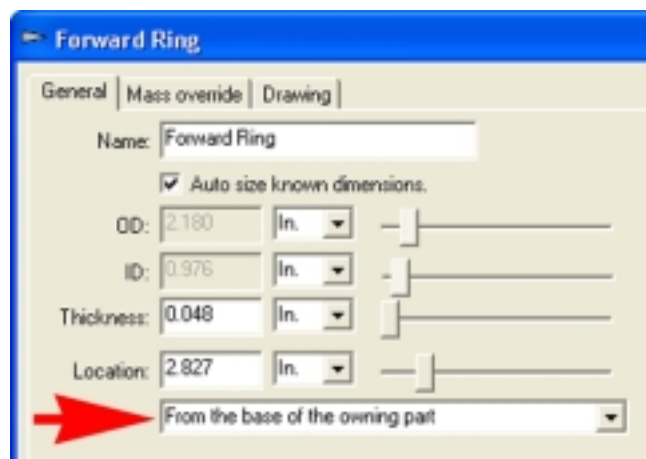 Forward Ring
General Mass override Drawing
Name: Forward Ring
Auto size known dimensions.
OD: 2.180 In.
ID: 0.976 In.
Thickness: 0.048 In.
Location: 2.827 In.
From the base of the owning part